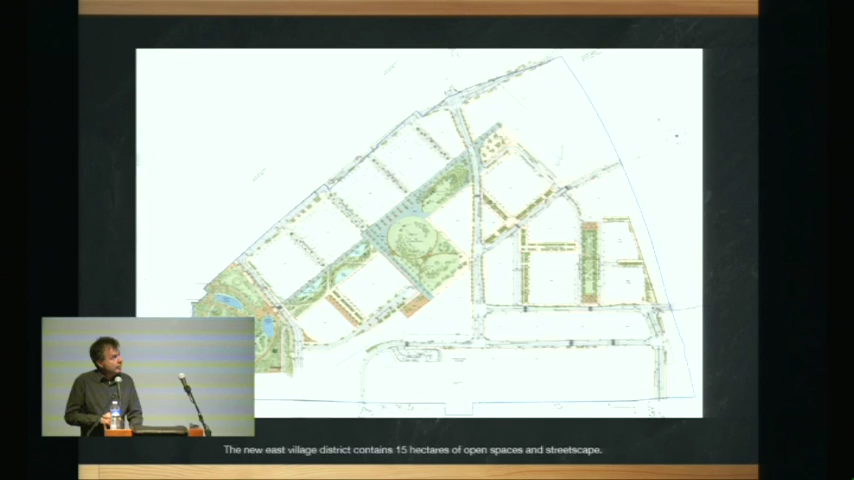 The new east village district contains 15 hectares of open spaces and streetscape.